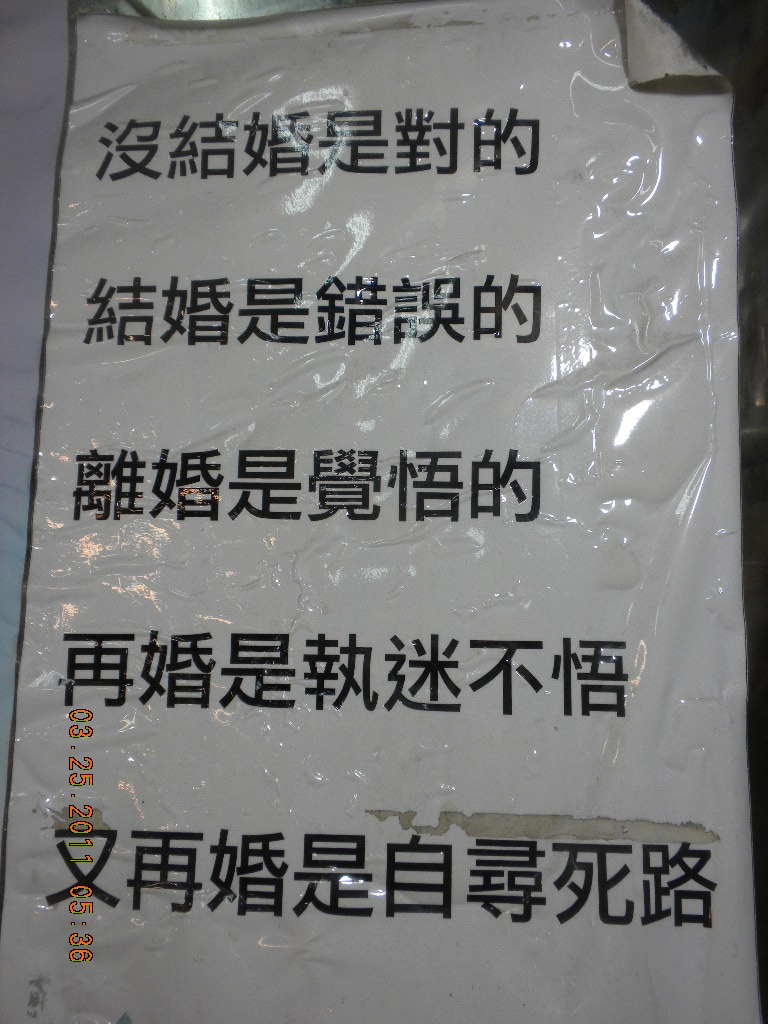 沒結婚是對的
結婚是錯誤的
離婚是覺悟的
再婚是執迷不悟
又再婚是自尋死路
03.25.2011 05:36